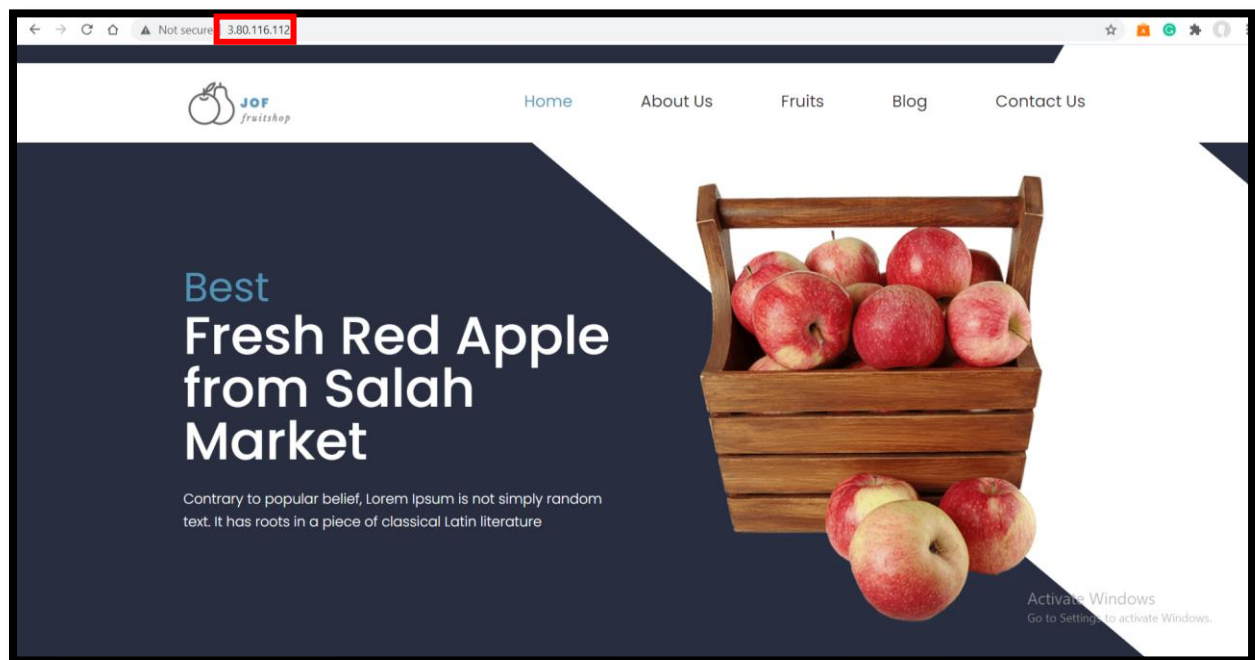 Not secure 3.80.116.112
JOF
fruitshop
Home About Us Fruits Blog Contact Us
Best
Fresh Red Apple
from Salah
Market
Contrary to popular belief, Lorem Ipsum is not simply random
text. It has roots in a piece of classical Latin literature
Activate Windows
Go to Settings to activate Windows.